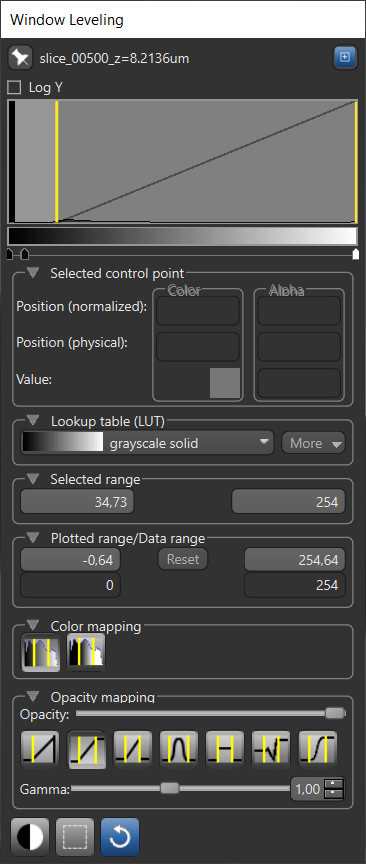 Window Leveling
slice_00500_z=8.2136um
Log Y
Selected control point
Color Alpha
Position (normalized):
Position (physical):
Value:
Lookup table (LUT)
grayscale solid More
Selected range
34,73 254
Plotted range/Data range
-0,64 Reset 254,64
0 254
Color mapping
Opacity mapping
Opacity:
Gamma: 1,00